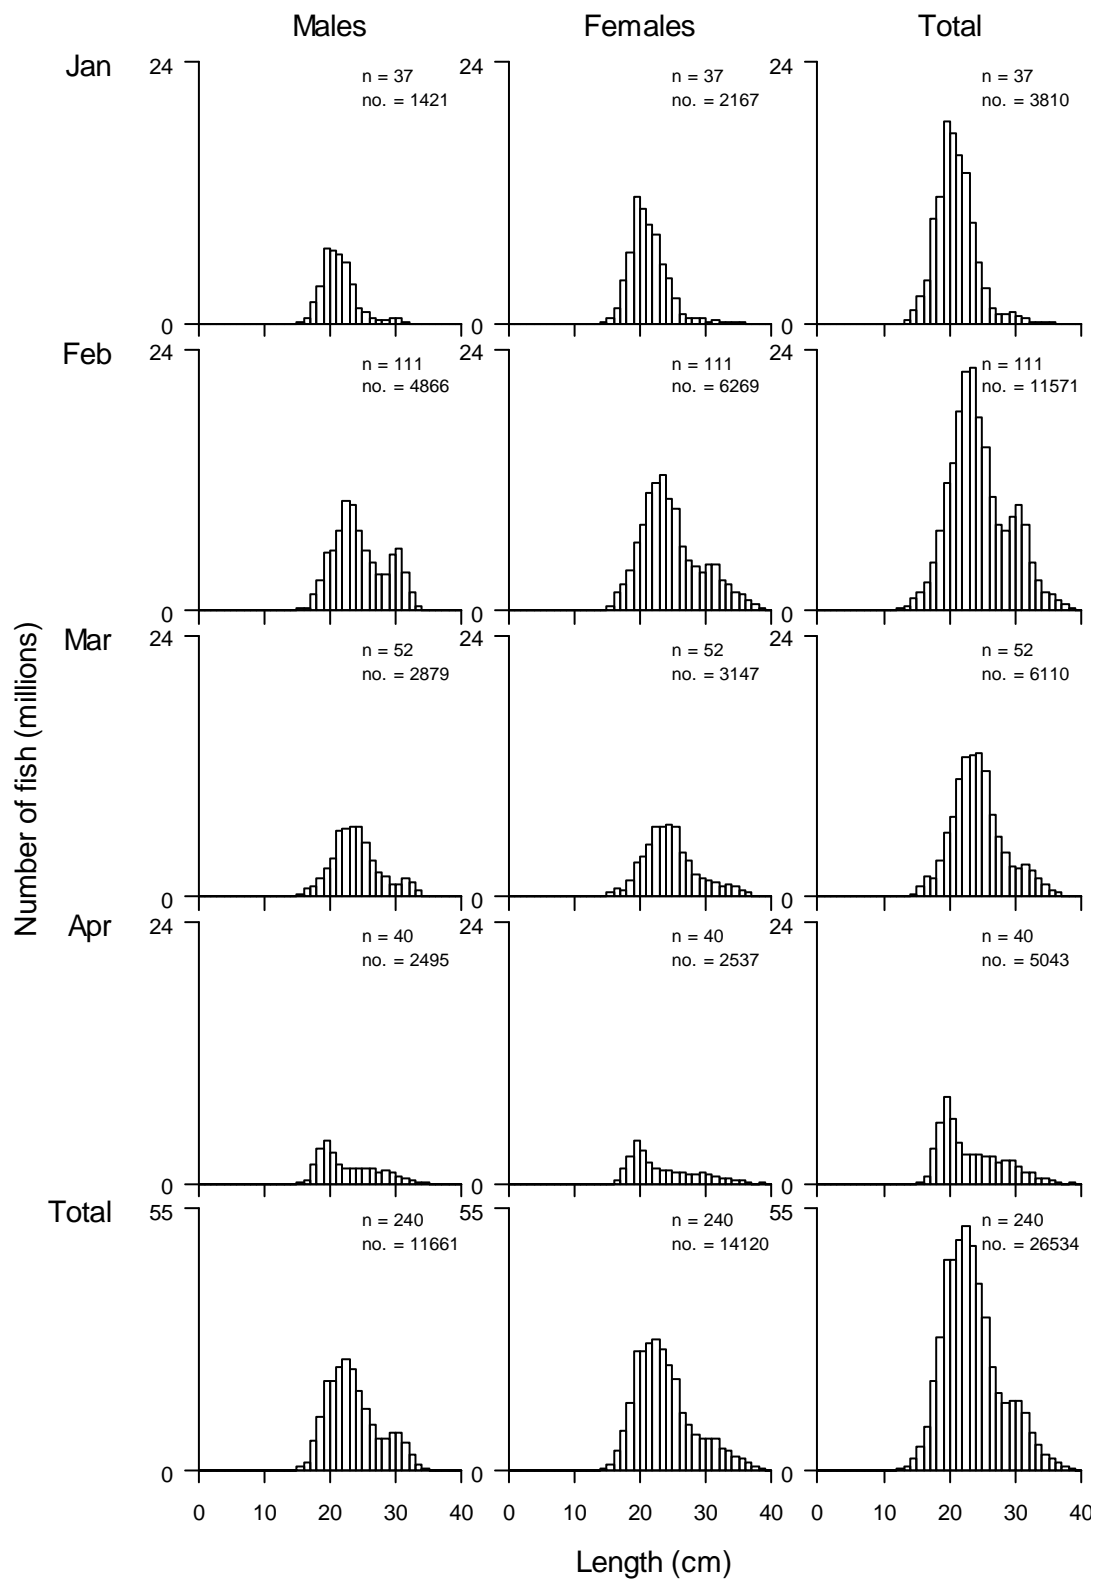 Males Females Total
Jan 24 n = 37 24 n = 37 24 n = 37
no. = 1421 no. = 2167 no. = 3810
0 0 0
Feb 24 n = 111 24 n = 111 24 n = 111
no. = 4866 no. = 6269 no. = 11571
0 0 0
Mar 24 n = 52 24 n = 52 24 n = 52
no. = 2879 no. = 3147 no. = 6110
0 0 0
Number of fish (millions)
Apr 24 n = 40 24 n = 40 24 n = 40
no. = 2495 no. = 2537 no. = 5043
0 0 0
Total 55 n = 240 55 n = 240 55 n = 240
no. = 11661 no. = 14120 no. = 26534
0 0 0
0 10 20 30 40 0 10 20 30 40 0 10 20 30 40
Length (cm)